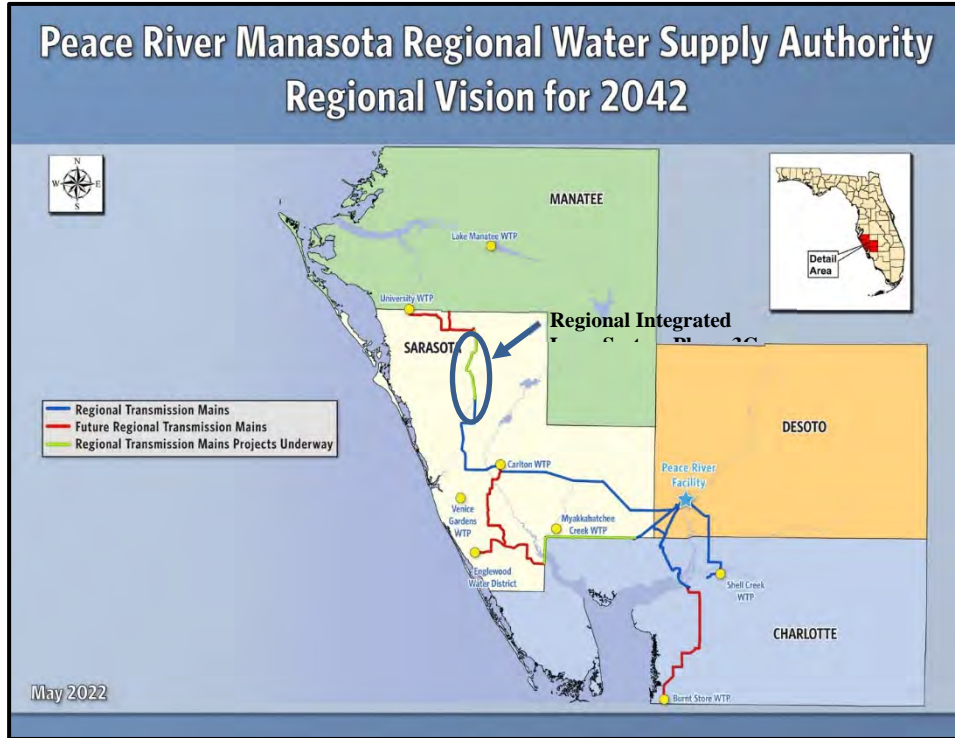 Peace River Manasota Regional Water Supply Authority
Regional Vision for 2042
N
W E
S
MANATEE
Lake Manatee WTP
Detail
Area
University WTP
Regional Integrated
SARASOTA
Regional Transmission Mains
Future Regional Transmission Mains
Regional Transmission Mains Projects Underway
DESOTO
Carlton WTP
Peace River
Facility
Venice
Gardens
WTP
Myakkahatchee
Creek WTP
Englewood
Water District
Shell Creek
WTP
CHARLOTTE
May 2022
Burnt Store WTP